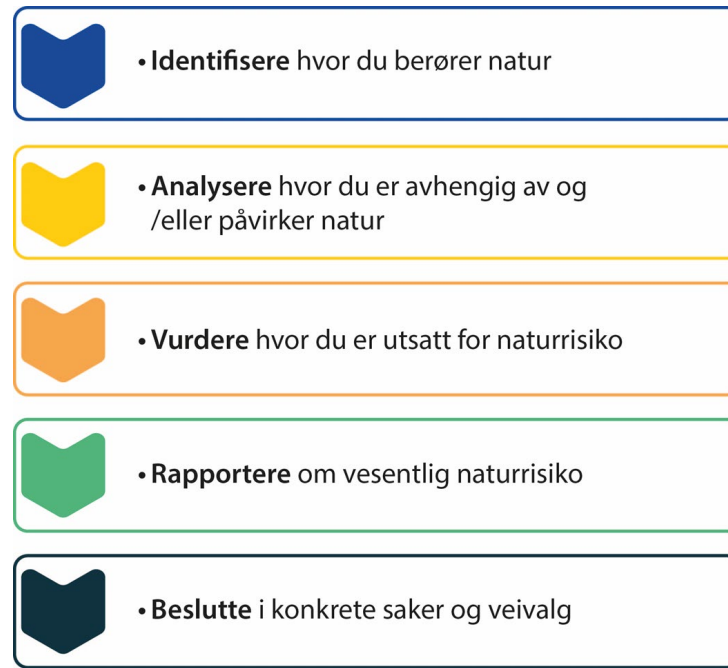 • Identifisere hvor du berører natur
• Analysere hvor du er avhengig av og
/eller påvirker natur
• Vurdere hvor du er utsatt for naturrisiko
• Rapportere om vesentlig naturrisiko
• Beslutte i konkrete saker og veivalg